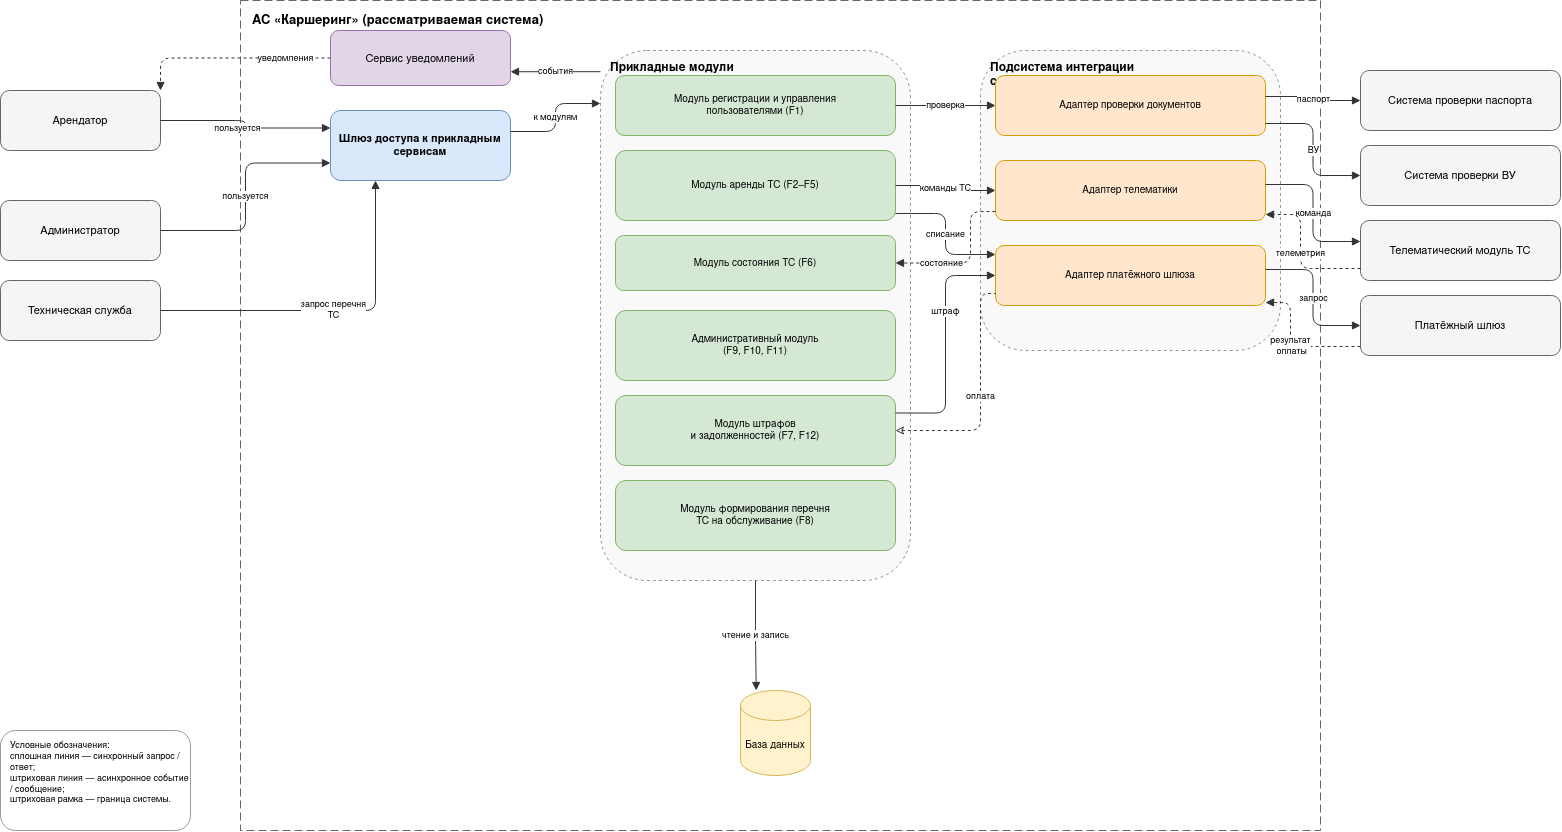 АС «Каршеринг» (рассматриваемая система)
Сервис уведомлений
уведомления
события
Прикладные модули
Подсистема интеграции
с
Арендатор
пользуется
Шлюз доступа к прикладным
сервисам
к модулям
Модуль регистрации и управления
пользователями (F1)
проверка
Адаптер проверки документов
паспорт
Система проверки паспорта
ВУ
Система проверки ВУ
Администратор
пользуется
Модуль аренды ТС (F2–F5)
команды ТС
Адаптер телематики
команда
списание
телеметрия
Телематический модуль ТС
Модуль состояния ТС (F6)
состояние
Адаптер платёжного шлюза
запрос
Платёжный шлюз
результат
оплаты
Техническая служба
запрос перечня
ТС
штраф
Административный модуль
(F9, F10, F11)
оплата
Модуль штрафов
и задолженностей (F7, F12)
Модуль формирования перечня
ТС на обслуживание (F8)
чтение и запись
База данных
Условные обозначения:
сплошная линия — синхронный запрос /
ответ;
штриховая линия — асинхронное событие
/ сообщение;
штриховая рамка — граница системы.